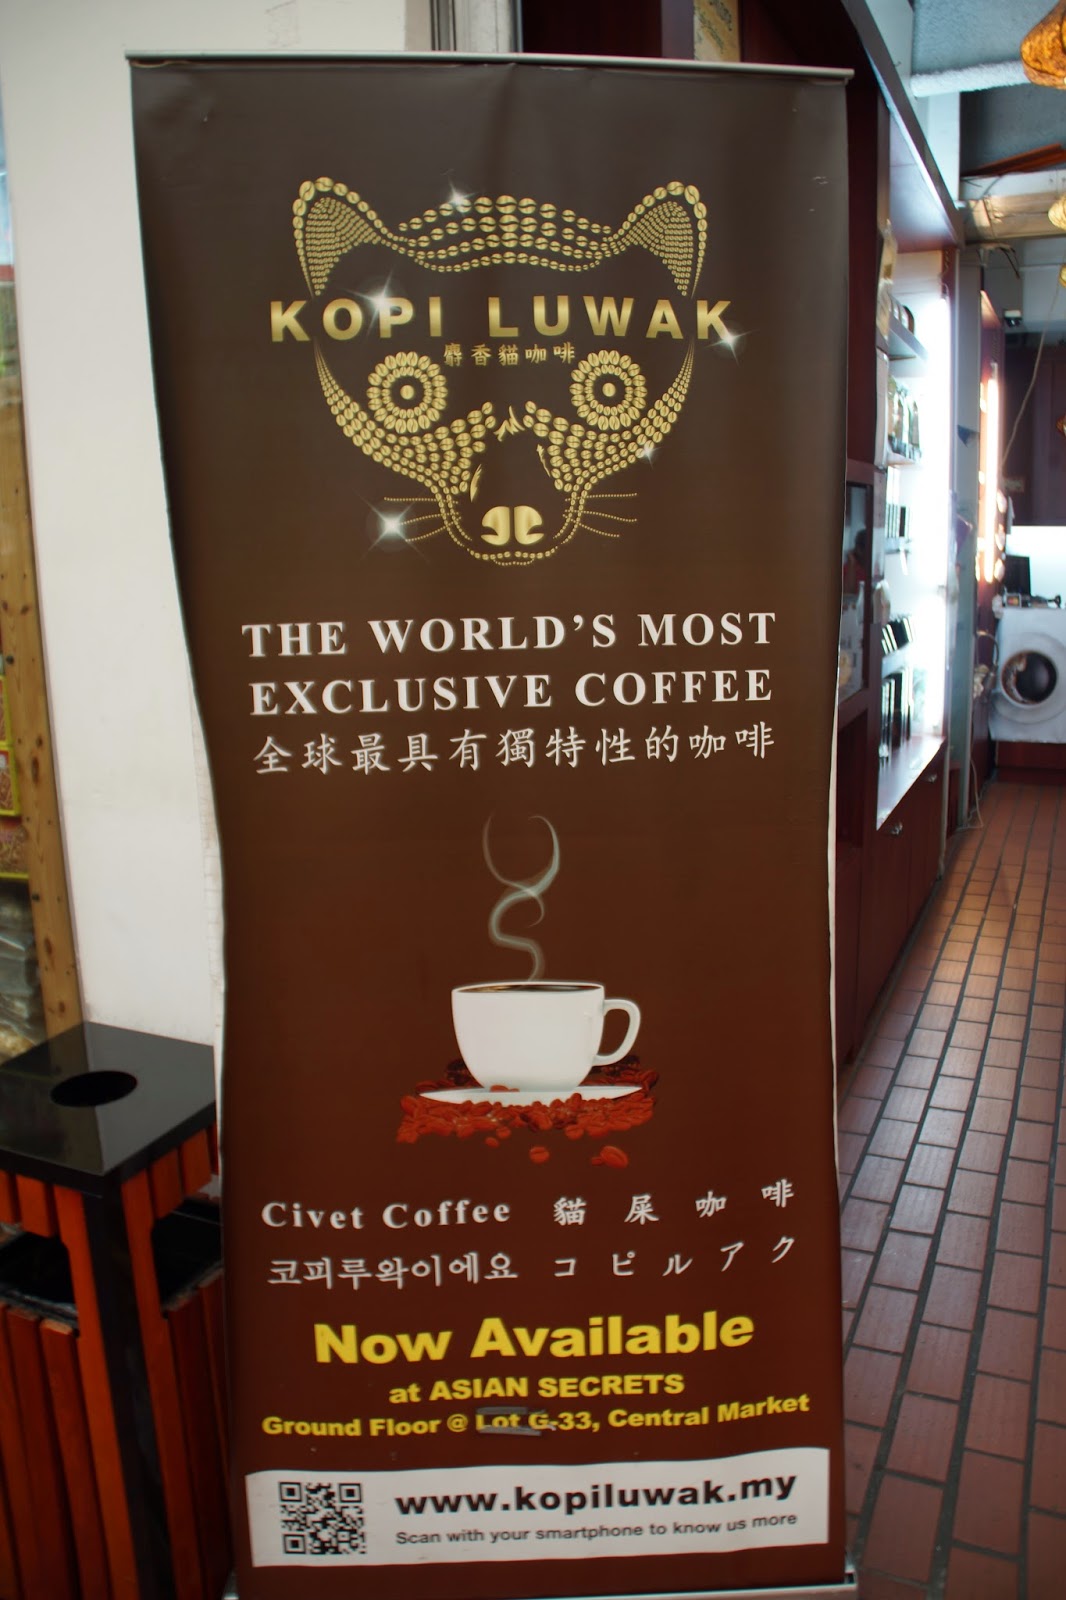 KOPI LUWAK
麝香貓咖啡
THE WORLD'S MOST
EXCLUSIVE COFFEE
全球最具有獨特性的咖啡
Civet Coffee 貓屎咖啡
코피루왁이에요 コピルアク
Now Available
at ASIAN SECRETS
Ground Floor @ Lot G-33, Central Market
www.kopiluwak.my
Scan with your smartphone to know us more